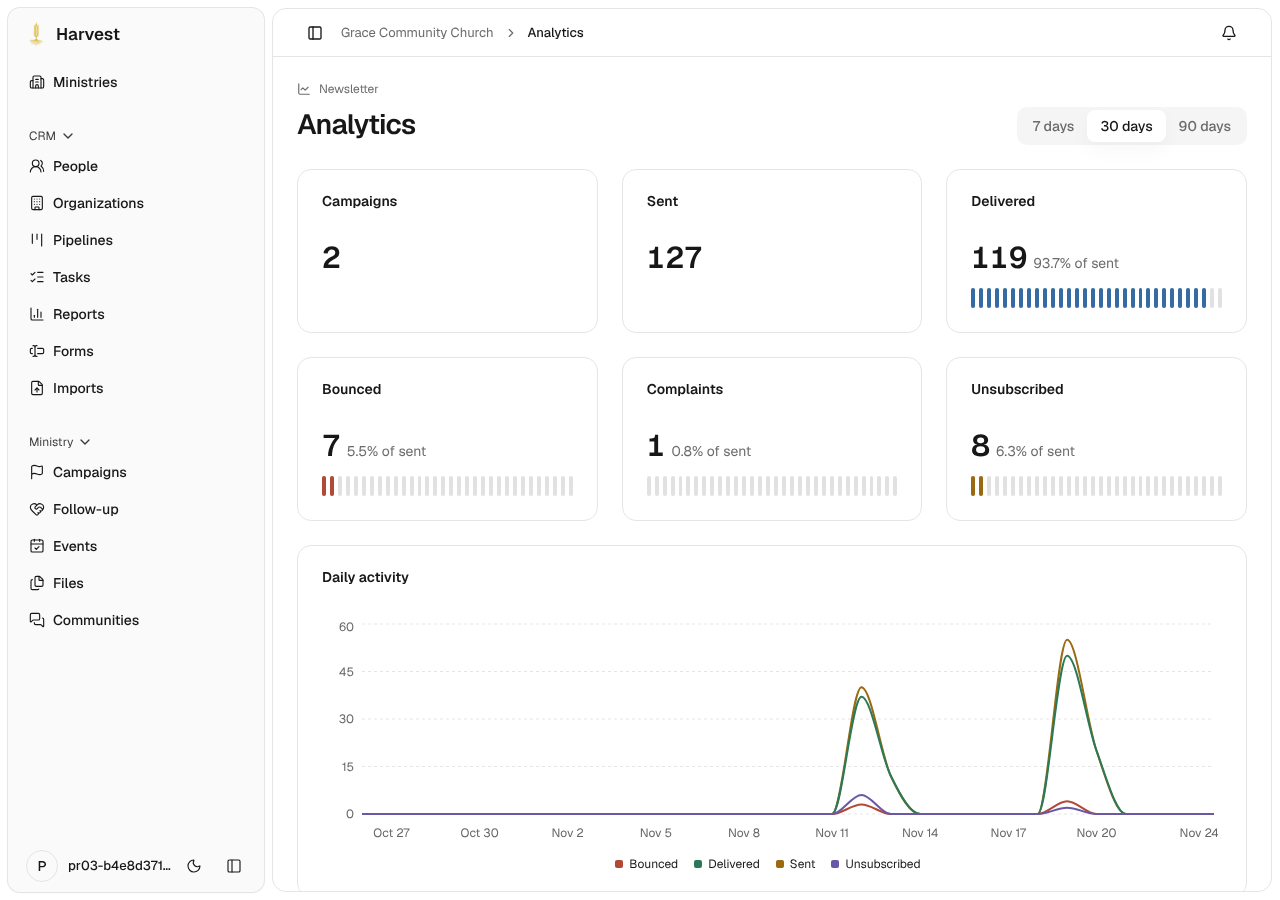 Harvest
Ministries
CRM
People
Organizations
Pipelines
Tasks
Reports
Forms
Imports
Ministry
Campaigns
Follow-up
Events
Files
Communities
P pr03-b4e8d371...
Grace Community Church > Analytics
Newsletter
Analytics
7 days 30 days 90 days
Campaigns
2
Sent
127
Delivered
119 93.7% of sent
Bounced
7 5.5% of sent
Complaints
1 0.8% of sent
Unsubscribed
8 6.3% of sent
Daily activity
60
45
30
15
0
Oct 27 Oct 30 Nov 2 Nov 5 Nov 8 Nov 11 Nov 14 Nov 17 Nov 20 Nov 24
Bounced Delivered Sent Unsubscribed